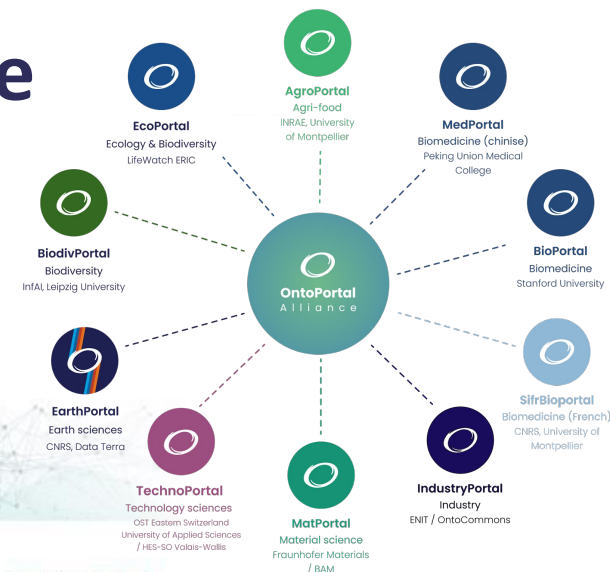 e
AgroPortal
Agri-food
INRAE, University
of Montpellier
EcoPortal
Ecology & Biodiversity
LifeWatch ERIC
MedPortal
Biomedicine (chinise)
Peking Union Medical
College
BiodivPortal
Biodiversity
InfAI, Leipzig University
OntoPortal
Alliance
BioPortal
Biomedicine
Stanford University
EarthPortal
Earth sciences
CNRS, Data Terra
SifrBioportal
Biomedicine (French)
CNRS, University of
Montpellier
TechnoPortal
Technology sciences
OST Eastern Switzerland
University of Applied Sciences
/ HES-SO Valais-Wallis
MatPortal
Material science
Fraunhofer Materials
/ BAM
IndustryPortal
Industry
ENIT / OntoCommons